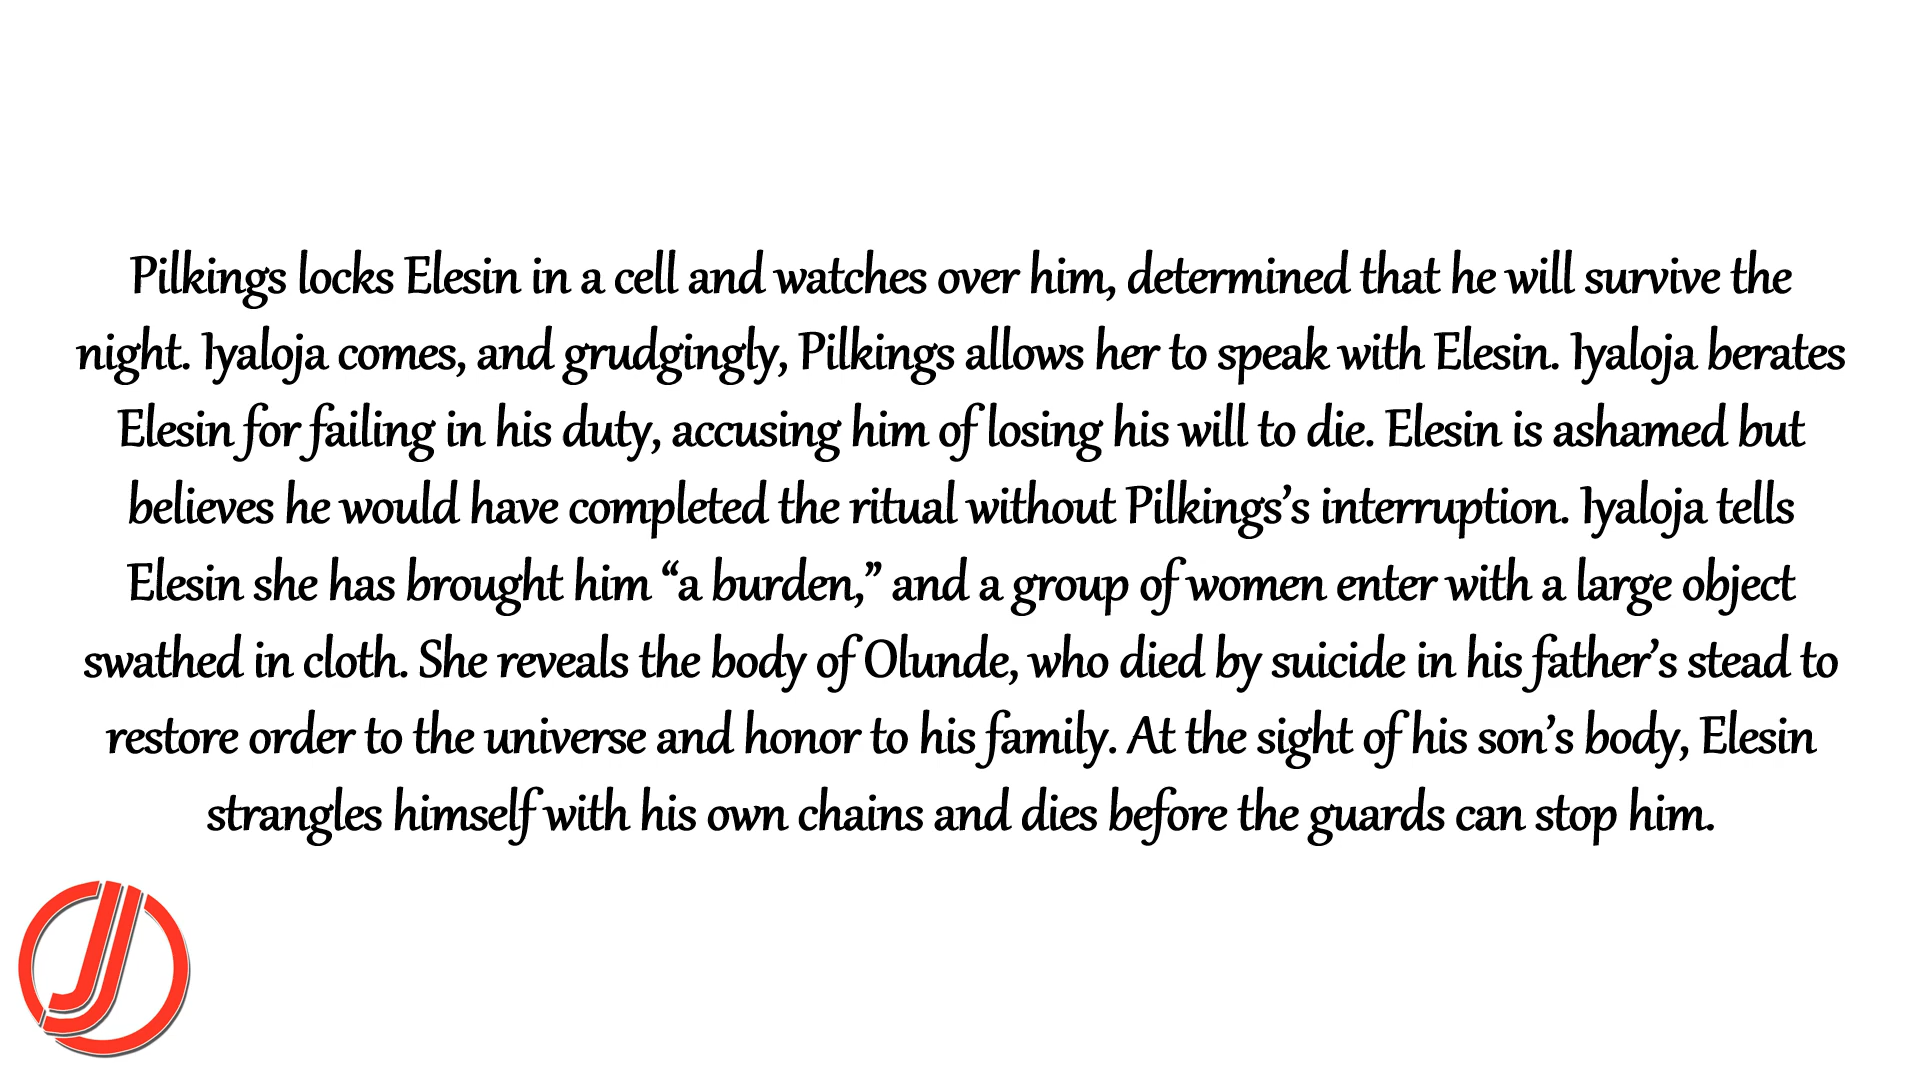 Pilkings locks Elesin in a cell and watches over him, determined that he will survive the
night. Iyaloja comes, and grudgingly, Pilkings allows her to speak with Elesin. Iyaloja berates
Elesin for failing in his duty, accusing him of losing his will to die. Elesin is ashamed but
believes he would have completed the ritual without Pilkings’s interruption. Iyaloja tells
Elesin she has brought him “a burden,” and a group of women enter with a large object
swathed in cloth. She reveals the body of Olunde, who died by suicide in his father’s stead to
restore order to the universe and honor to his family. At the sight of his son’s body, Elesin
strangles himself with his own chains and dies before the guards can stop him.